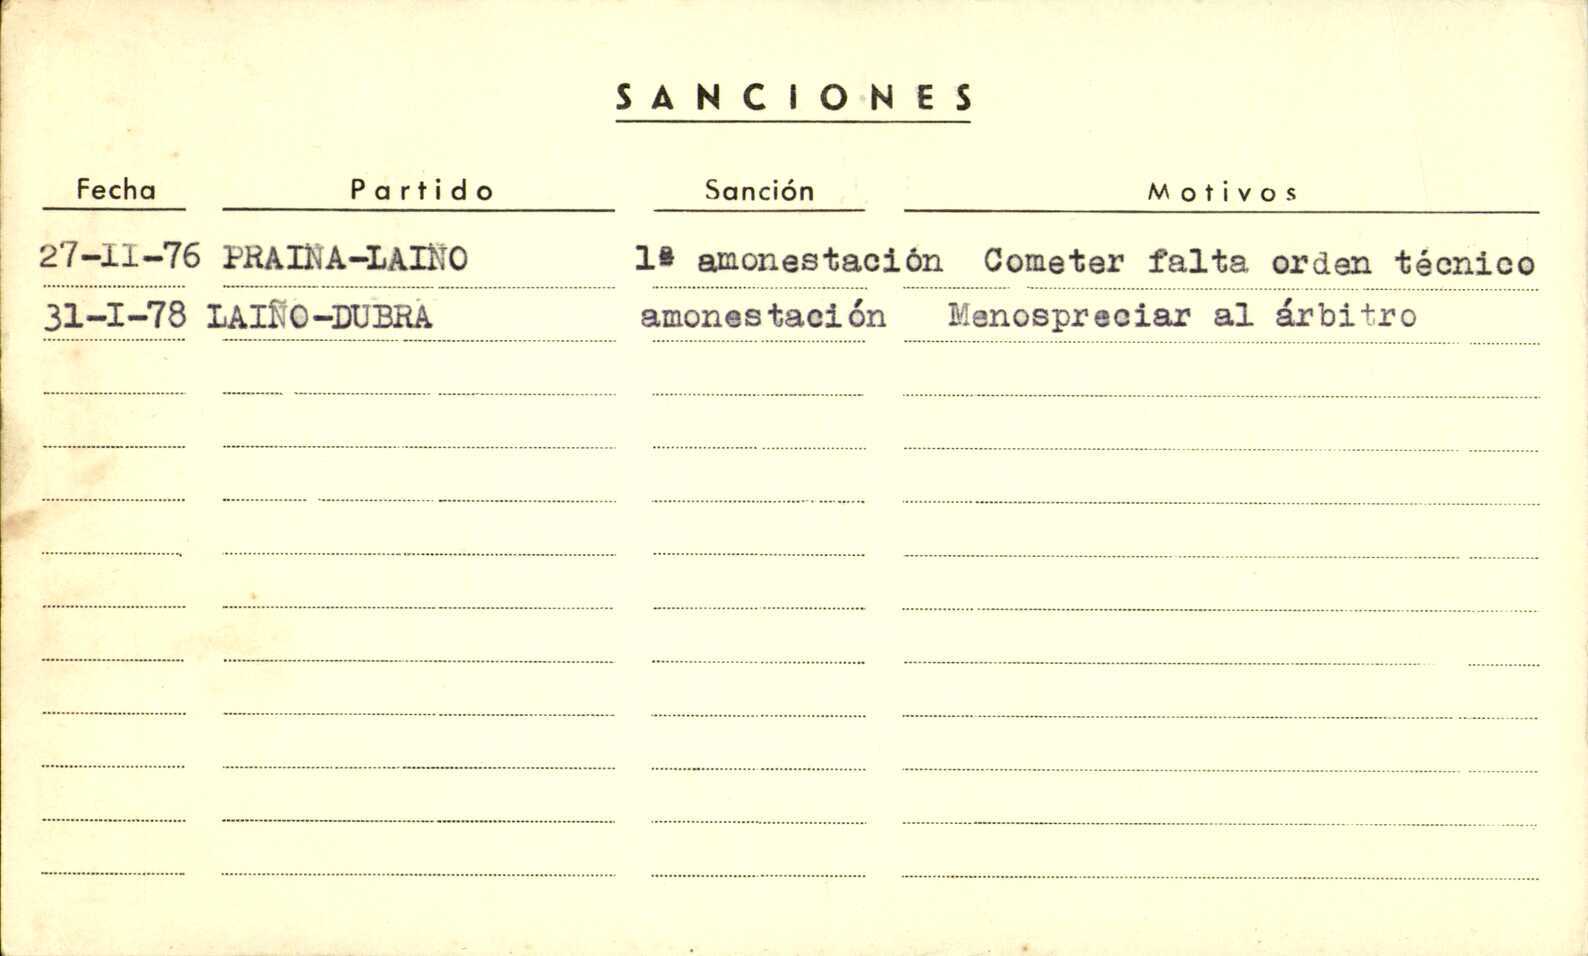 SANCIONES
Fecha Partido Sanción Motivos
27-II-76 PRAIÑA-LAIÑO 1ª amonestación Cometer falta orden técnico
31-I-78 LAIÑO-DUBRA amonestación Menospreciar al árbitro